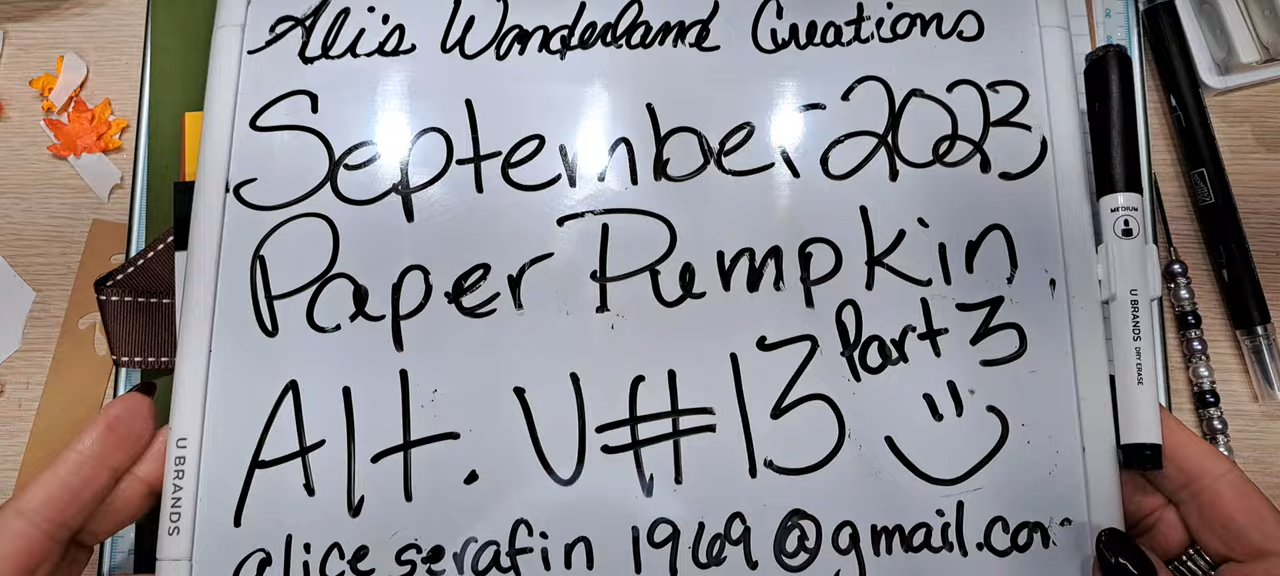 Ali's Wonderland Creations
September 2023
Paper Pumpkin
Alt. V#13 Part 3
alice serafin 1969@gmail.com
U BRANDS
MEDIUM
U BRANDS DRY ERASE